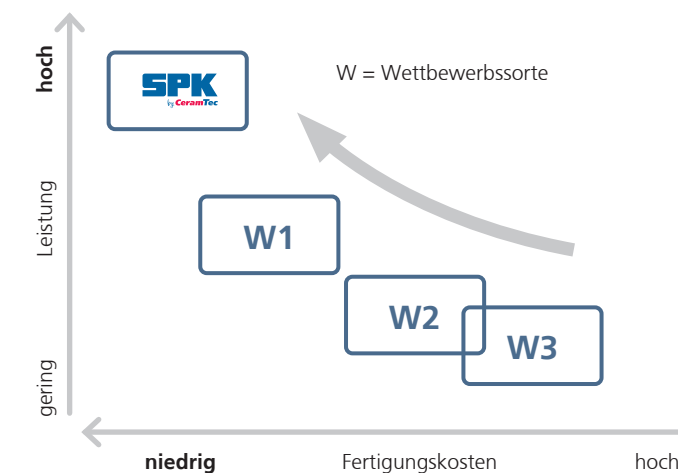 hoch
Leistung
gering
SPK
by CeramTec
W = Wettbewerbssorte
W1
W2
W3
niedrig Fertigungskosten hoch